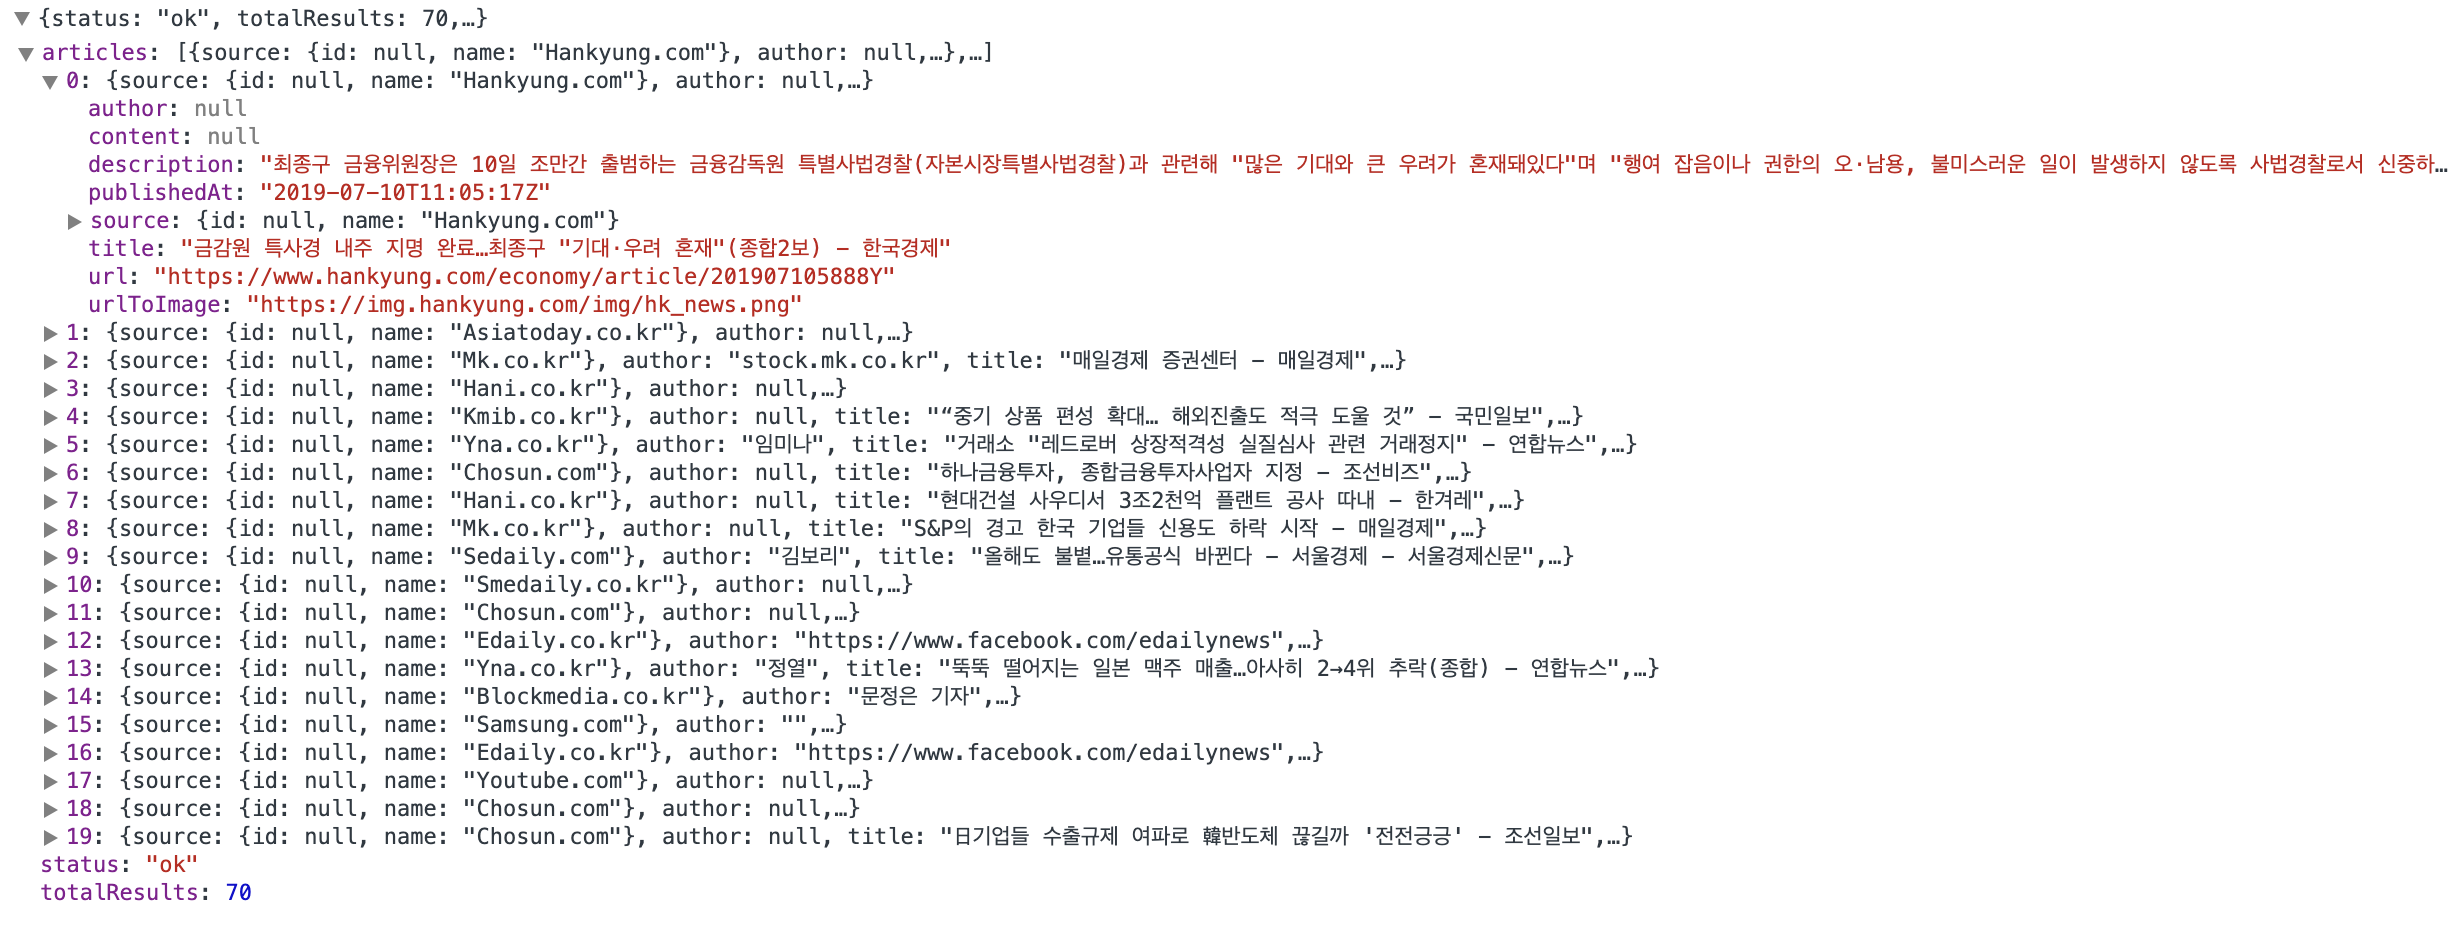 ▼{status: "ok", totalResults: 70,…}
▼articles: [{source: {id: null, name: "Hankyung.com"}, author: null,…},…]
▼0: {source: {id: null, name: "Hankyung.com"}, author: null,…}
author: null
content: null
description: "최종구 금융위원장은 10일 조만간 출범하는 금융감독원 특별사법경찰(자본시장특별사법경찰)과 관련해 "많은 기대와 큰 우려가 혼재돼있다"며 "행여 잡음이나 권한의 오·남용, 불미스러운 일이 발생하지 않도록 사법경찰로서 신중하…
publishedAt: "2019-07-10T11:05:17Z"
▶source: {id: null, name: "Hankyung.com"}
title: "금감원 특사경 내주 지명 완료…최종구 "기대·우려 혼재"(종합2보) - 한국경제"
url: "https://www.hankyung.com/economy/article/201907105888Y"
urlToImage: "https://img.hankyung.com/img/hk_news.png"
▶1: {source: {id: null, name: "Asiatoday.co.kr"}, author: null,…}
▶2: {source: {id: null, name: "Mk.co.kr"}, author: "stock.mk.co.kr", title: "매일경제 증권센터 - 매일경제",…}
▶3: {source: {id: null, name: "Hani.co.kr"}, author: null,…}
▶4: {source: {id: null, name: "Kmib.co.kr"}, author: null, title: "“중기 상품 편성 확대… 해외진출도 적극 도울 것” - 국민일보",…}
▶5: {source: {id: null, name: "Yna.co.kr"}, author: "임미나", title: "거래소 "레드로버 상장적격성 실질심사 관련 거래정지" - 연합뉴스",…}
▶6: {source: {id: null, name: "Chosun.com"}, author: null, title: "하나금융투자, 종합금융투자사업자 지정 - 조선비즈",…}
▶7: {source: {id: null, name: "Hani.co.kr"}, author: null, title: "현대건설 사우디서 3조2천억 플랜트 공사 따내 - 한겨레",…}
▶8: {source: {id: null, name: "Mk.co.kr"}, author: null, title: "S&P의 경고 한국 기업들 신용도 하락 시작 - 매일경제",…}
▶9: {source: {id: null, name: "Sedaily.com"}, author: "김보리", title: "올해도 불볕…유통공식 바뀐다 - 서울경제 - 서울경제신문",…}
▶10: {source: {id: null, name: "Smedaily.co.kr"}, author: null,…}
▶11: {source: {id: null, name: "Chosun.com"}, author: null,…}
▶12: {source: {id: null, name: "Edaily.co.kr"}, author: "https://www.facebook.com/edailynews",…}
▶13: {source: {id: null, name: "Yna.co.kr"}, author: "정열", title: "뚝뚝 떨어지는 일본 맥주 매출…아사히 2→4위 추락(종합) - 연합뉴스",…}
▶14: {source: {id: null, name: "Blockmedia.co.kr"}, author: "문정은 기자",…}
▶15: {source: {id: null, name: "Samsung.com"}, author: "",…}
▶16: {source: {id: null, name: "Edaily.co.kr"}, author: "https://www.facebook.com/edailynews",…}
▶17: {source: {id: null, name: "Youtube.com"}, author: null,…}
▶18: {source: {id: null, name: "Chosun.com"}, author: null,…}
▶19: {source: {id: null, name: "Chosun.com"}, author: null, title: "日기업들 수출규제 여파로 韓반도체 끊길까 '전전긍긍' - 조선일보",…}
status: "ok"
totalResults: 70